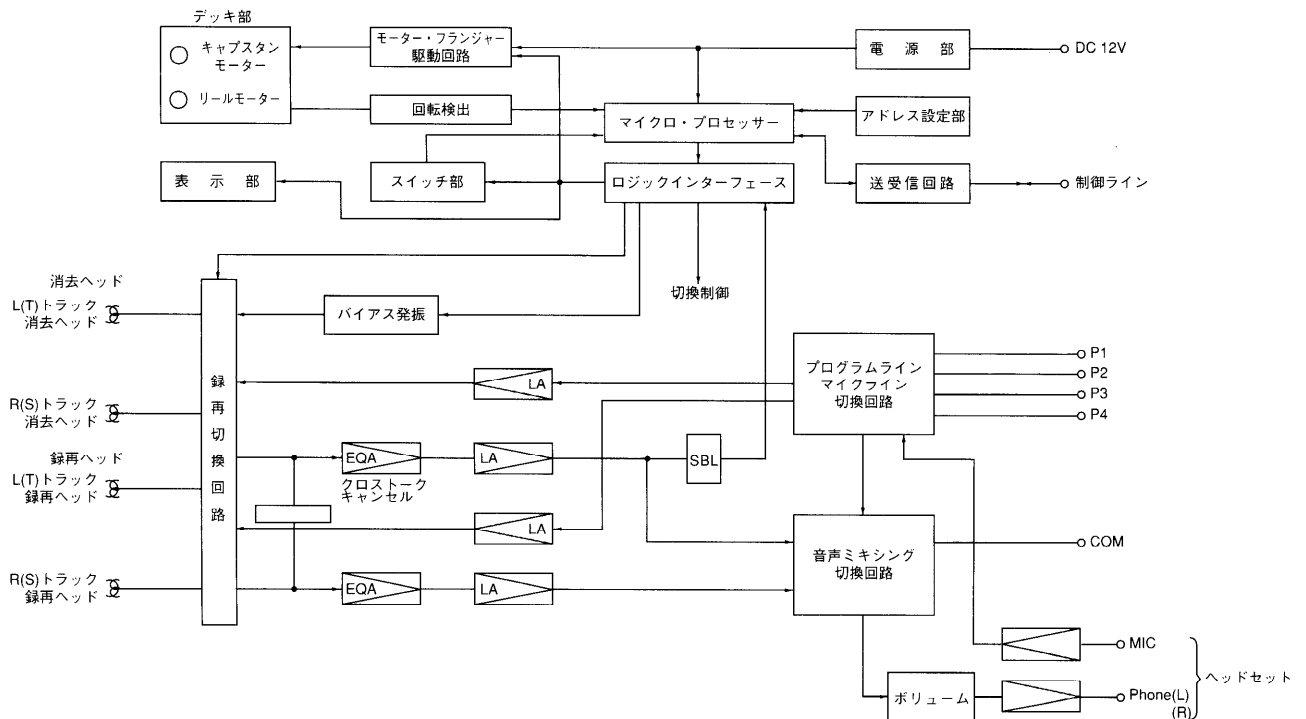 デッキ部
キャプスタン
モーター
リールモーター
モーター・フランジャー
駆動回路
電源部
DC 12V
回転検出
マイクロ・プロセッサー
アドレス設定部
表示部
スイッチ部
ロジックインターフェース
送受信回路
制御ライン
消去ヘッド
L(T)トラック
消去ヘッド
バイアス発振
切換制御
録再切換回路
LA
プログラムライン
マイクライン
切換回路
P1
P2
P3
P4
R(S)トラック
消去ヘッド
録再ヘッド
L(T)トラック
録再ヘッド
EQA
クロストーク
キャンセル
LA
SBL
LA
音声ミキシング
切換回路
COM
R(S)トラック
録再ヘッド
EQA
LA
MIC
ヘッドセット
ボリューム
Phone(L)
(R)